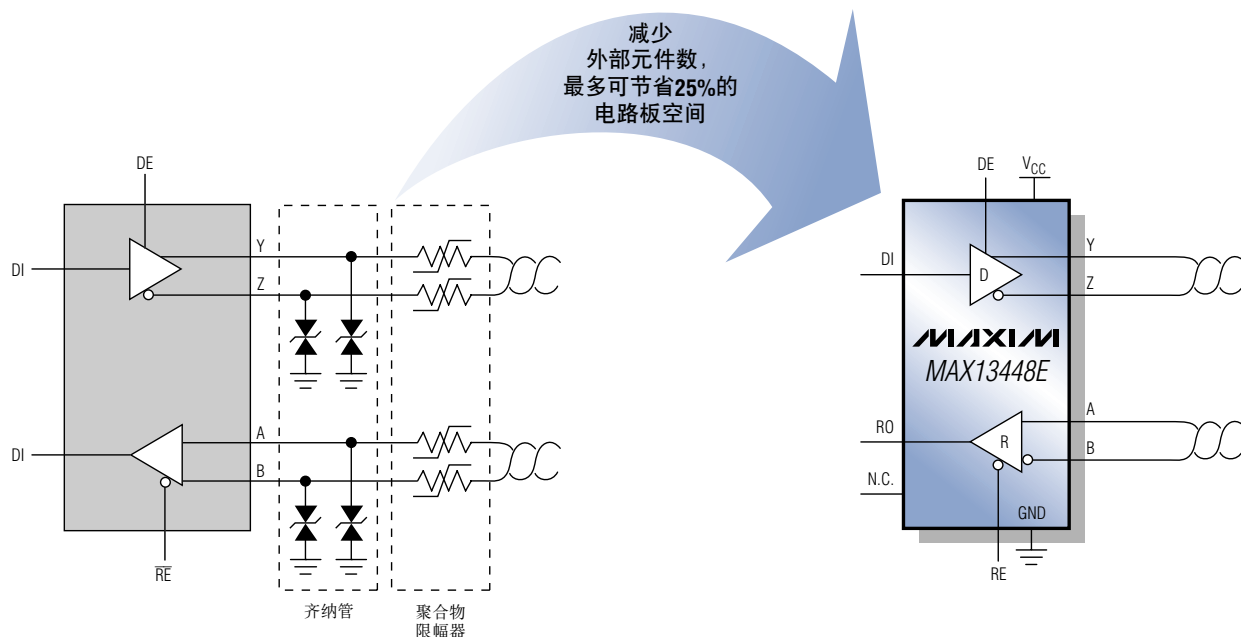 减少
外部元件数，
最多可节省25%的
电路板空间
DE
DI
Y
Z
A
B
DI
R̅E̅
齐纳管
聚合物
限幅器
DE
VCC
DI
D
Y
Z
MAXIM
MAX13448E
RO
R
A
B
N.C.
GND
RE